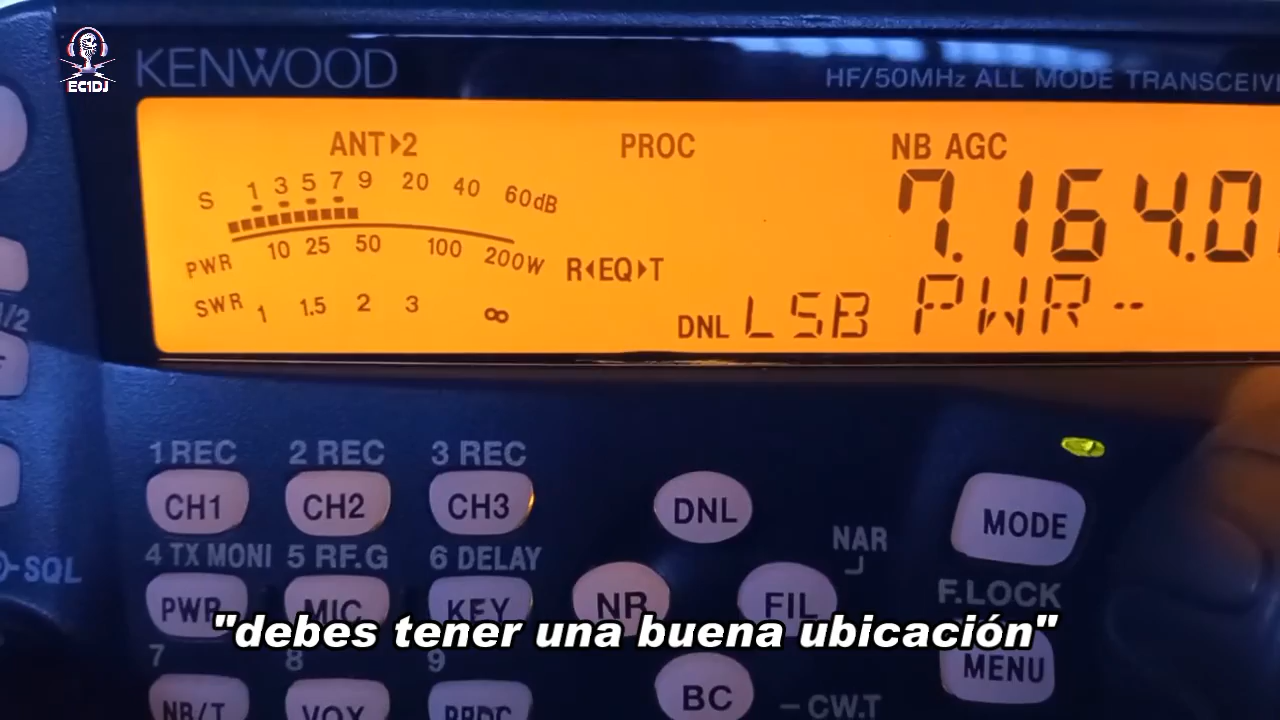 EC1DJ
KENWOOD
HF/50MHz ALL MODE TRANSCEIV
ANT▸2
PROC
NB AGC
S 1 3 5 7 9 20 40 60dB
7.164.0
PWR 10 25 50 100 200W
R◂EQ▸T
SWR 1 1.5 2 3 ∞
DNL LSB PWR-
1 REC 2 REC 3 REC
CH1 CH2 CH3
DNL
MODE
4 TX MONI 5 RF.G 6 DELAY
NAR
-SQL
PWR MIC KEY
NR FIL
F.LOCK
"debes tener una buena ubicación"
7 8 9
MENU
NB/T VOX PROC
BC
- CW.T